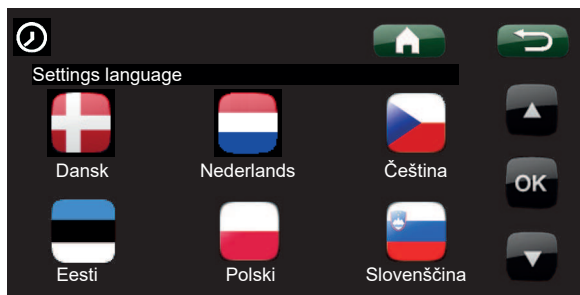 Settings language
Dansk Nederlands Čeština
OK
Eesti Polski Slovenščina